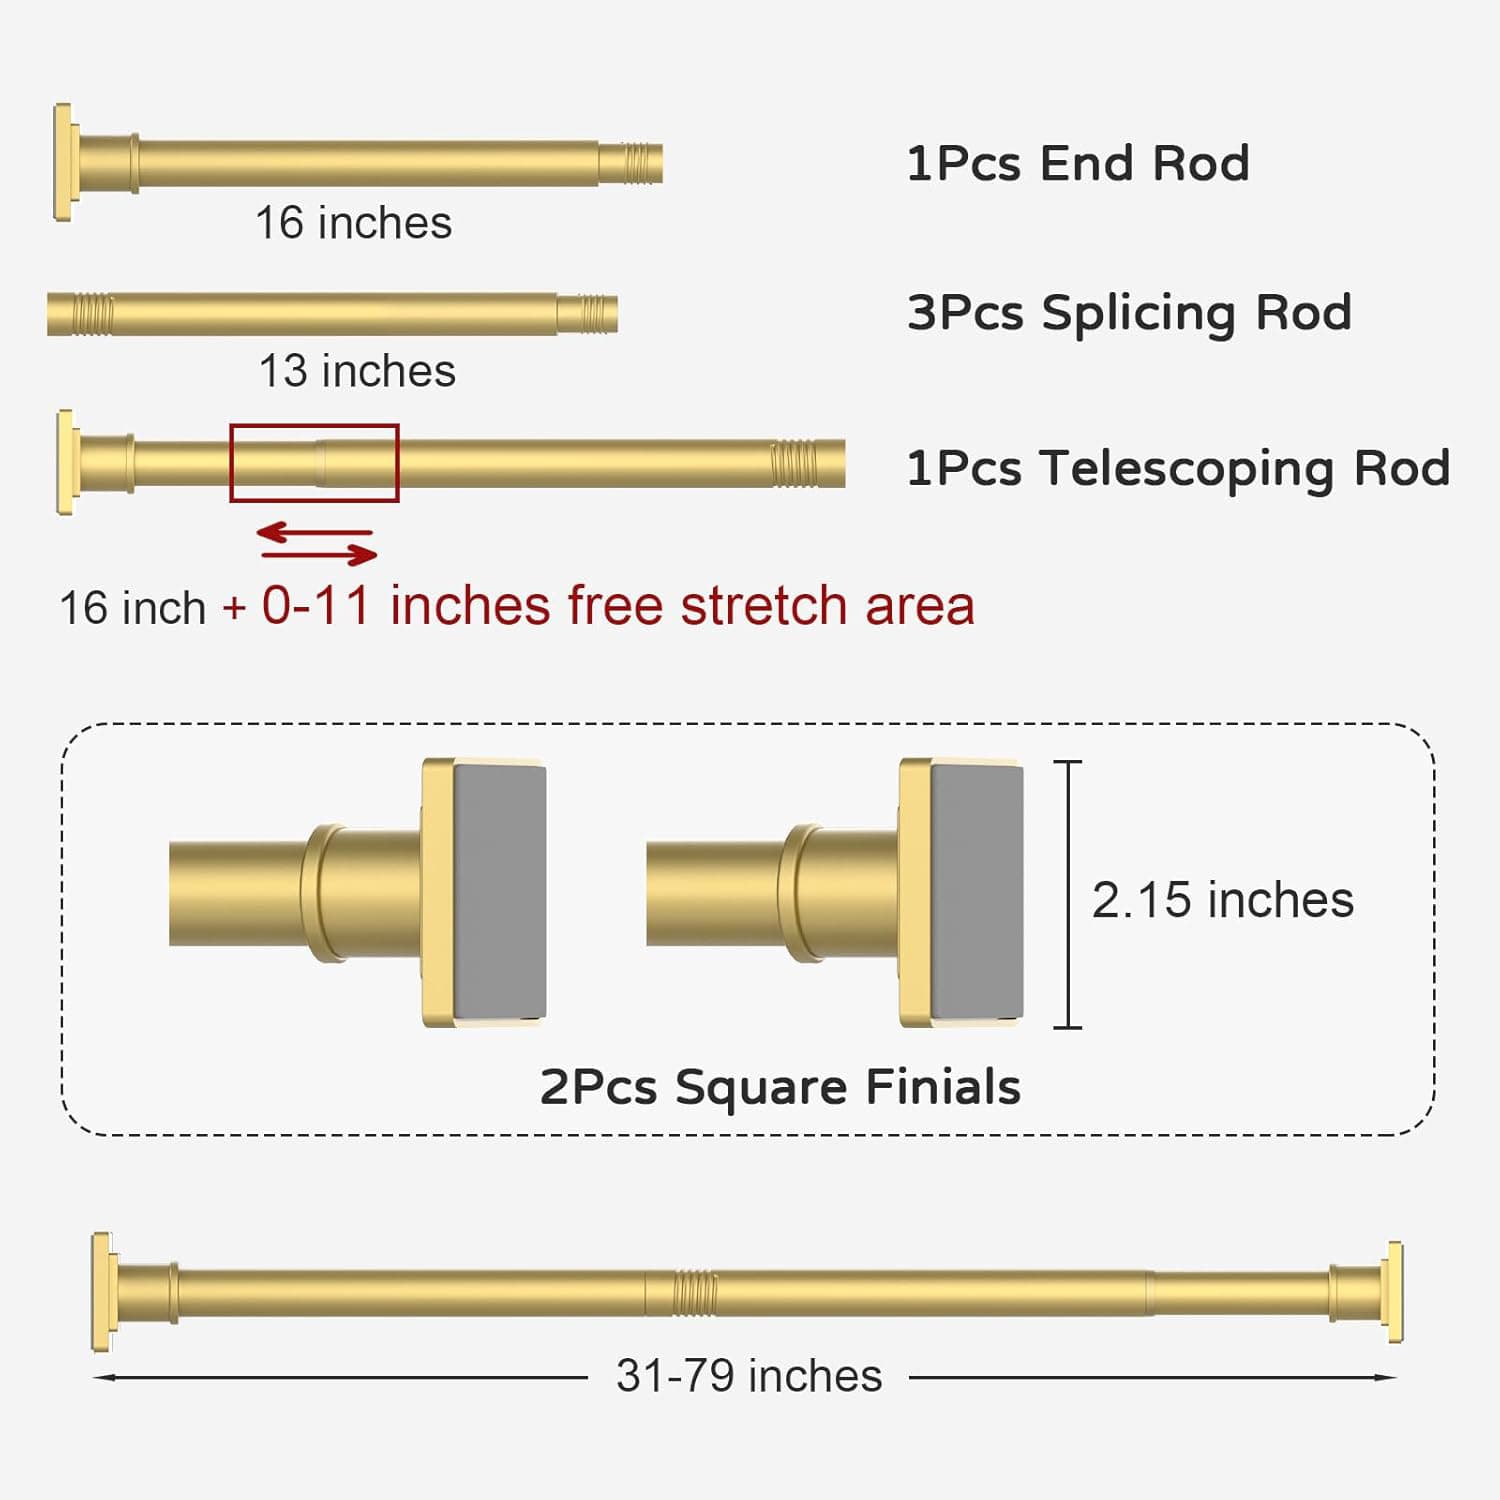 1Pcs End Rod
16 inches
3Pcs Splicing Rod
13 inches
1Pcs Telescoping Rod
16 inch + 0-11 inches free stretch area
2.15 inches
2Pcs Square Finials
31-79 inches